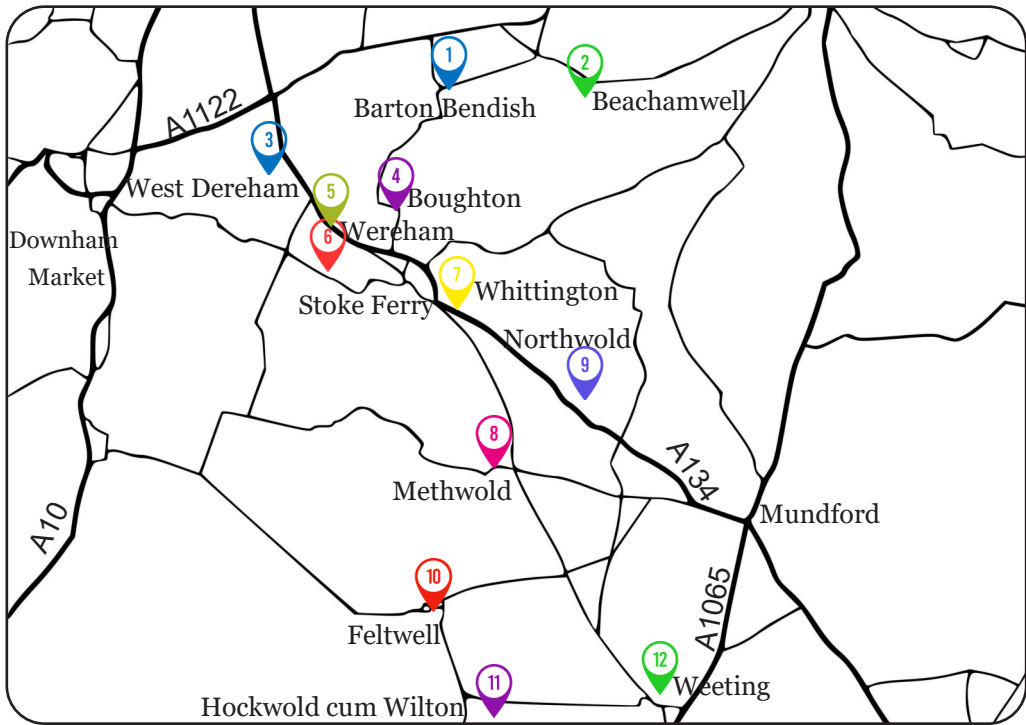 1
2
Barton Bendish
Beachamwell
A1122
3
West Dereham
4
Boughton
5
Wereham
Downham
Market
6
Stoke Ferry
7
Whittington
Northwold
9
8
Methwold
A134
Mundford
A10
10
Feltwell
A1065
12
Weeting
11
Hockwold cum Wilton